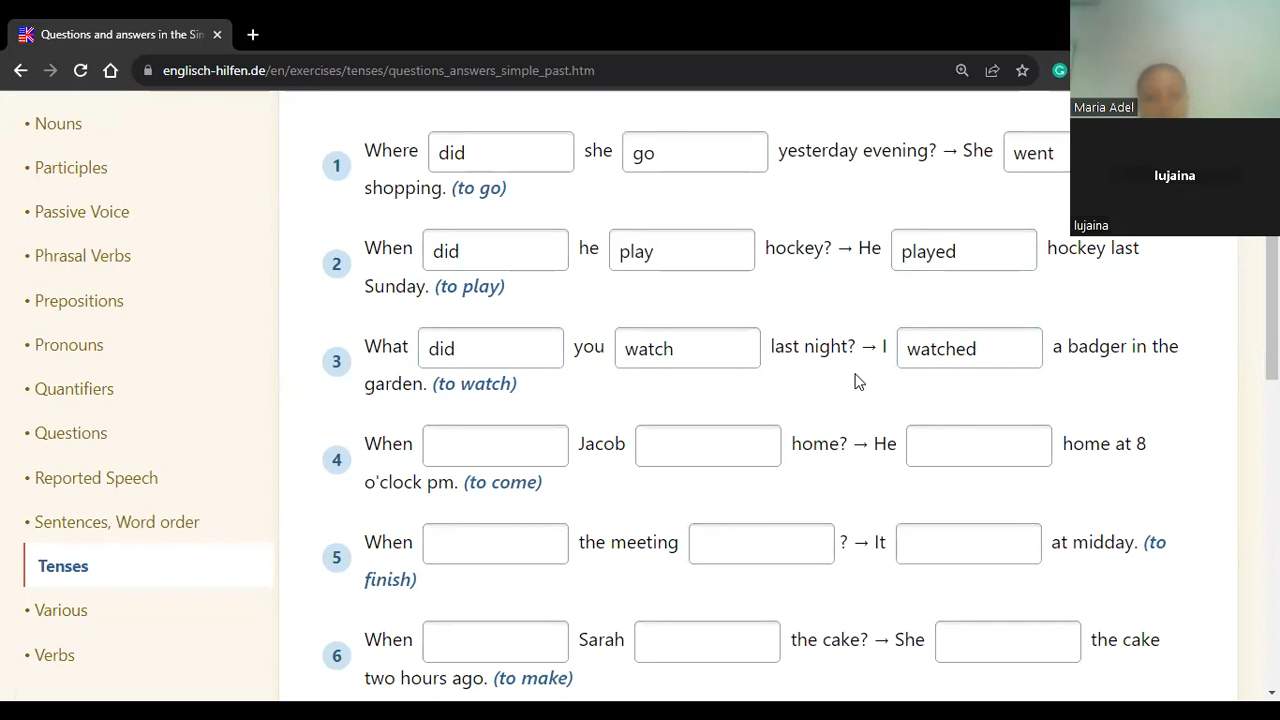 Questions and answers in the Sim
englisch-hilfen.de/en/exercises/tenses/questions_answers_simple_past.htm
Maria Adel
lujaina
lujaina
• Nouns
• Participles
• Passive Voice
• Phrasal Verbs
• Prepositions
• Pronouns
• Quantifiers
• Questions
• Reported Speech
• Sentences, Word order
Tenses
• Various
• Verbs
1 Where did she go yesterday evening? → She went
shopping. (to go)
2 When did he play hockey? → He played hockey last
Sunday. (to play)
3 What did you watch last night? → I watched a badger in the
garden. (to watch)
4 When Jacob home? → He home at 8
o'clock pm. (to come)
5 When the meeting ? → It at midday. (to
finish)
6 When Sarah the cake? → She the cake
two hours ago. (to make)